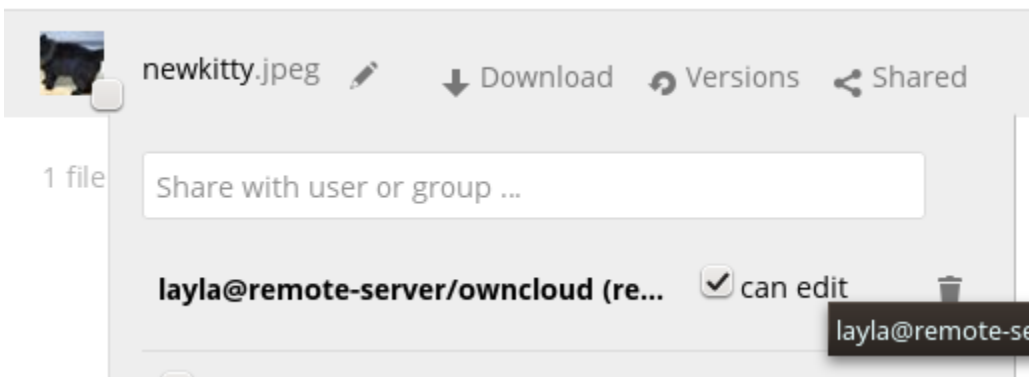 newkitty.jpeg Download Versions Shared
1 file
Share with user or group ...
layla@remote-server/owncloud (re... can edit
layla@remote-se